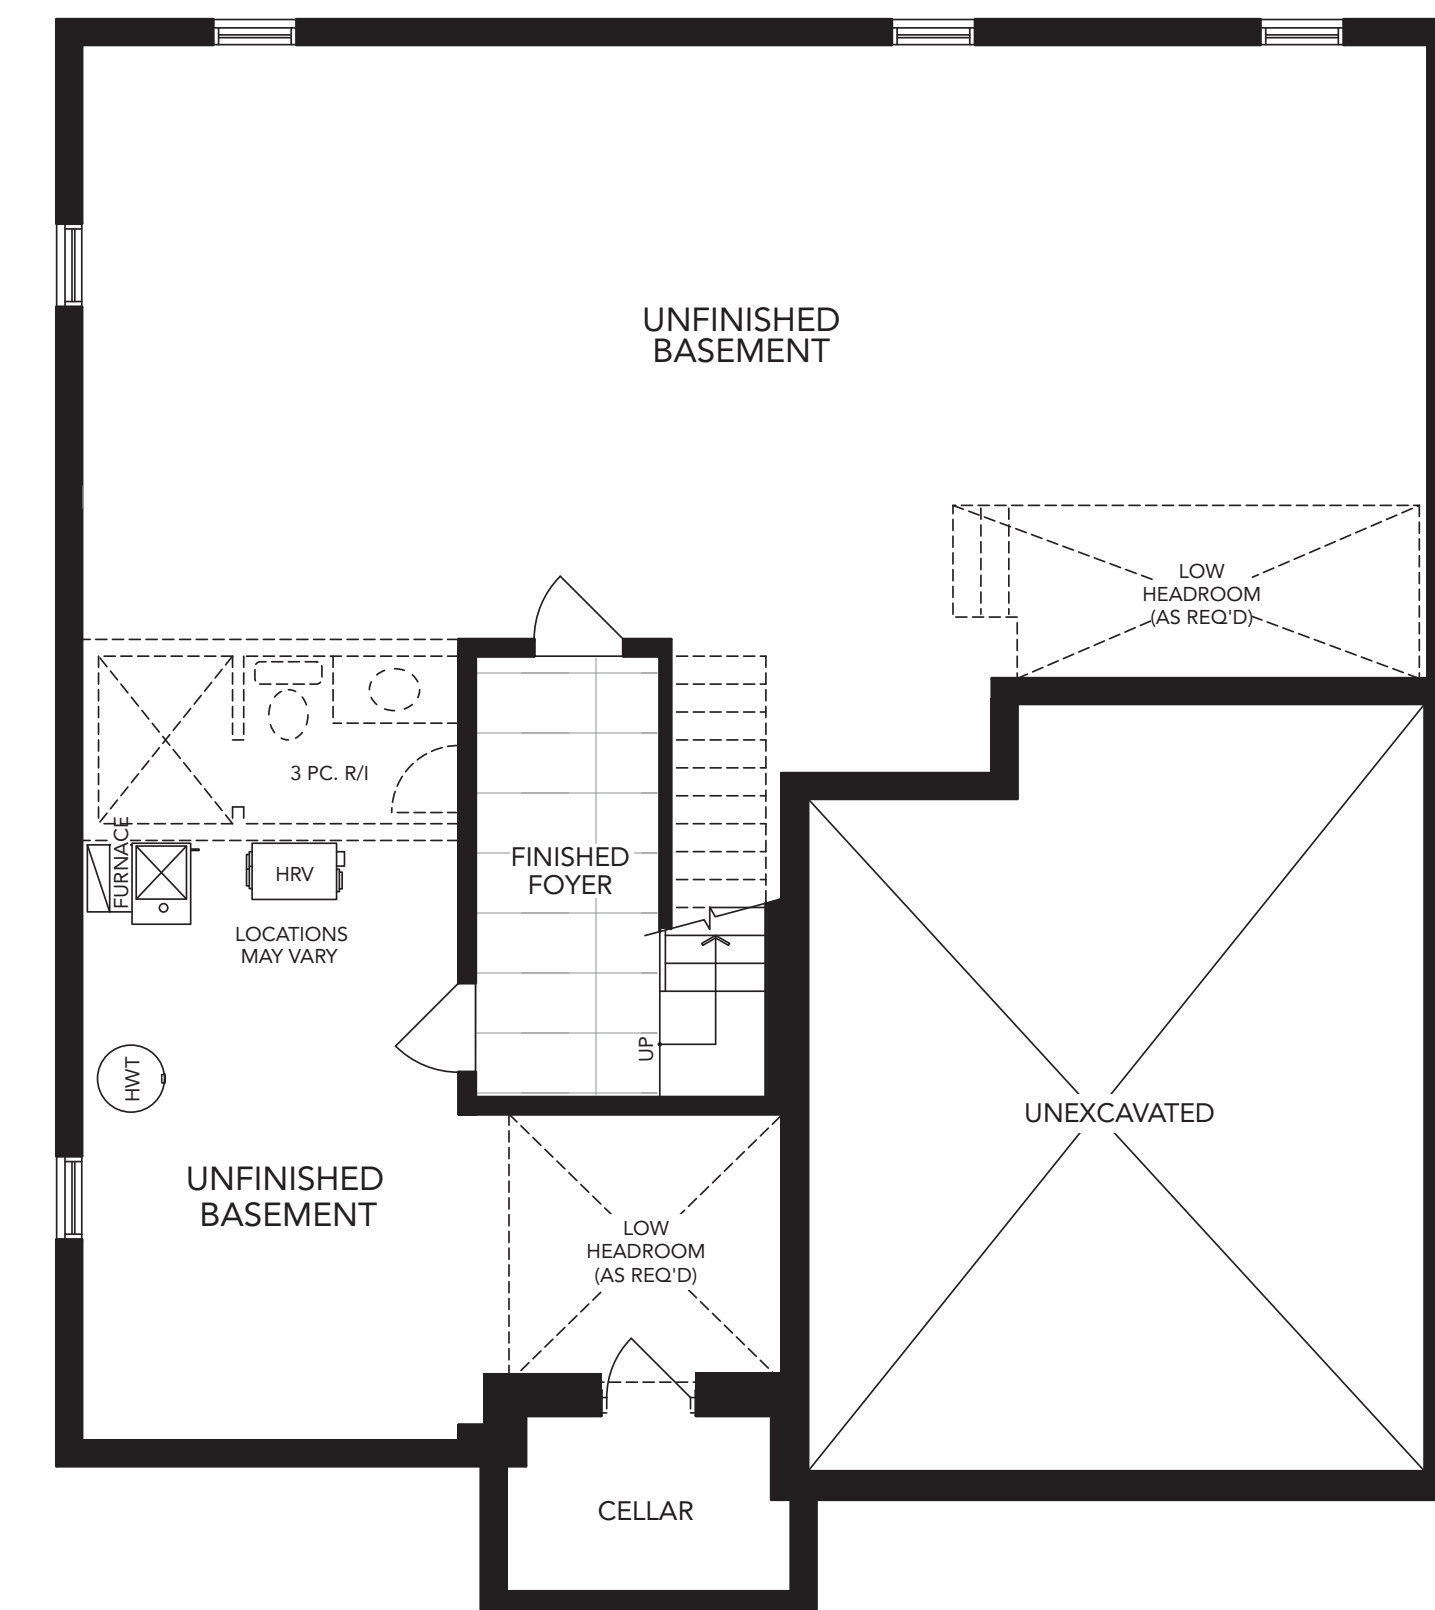 UNFINISHED
BASEMENT
LOW
HEADROOM
(AS REQ'D)
3 PC. R/I
FURNACE
HRV
FINISHED
FOYER
LOCATIONS
MAY VARY
UP
HWT
UNEXCAVATED
UNFINISHED
BASEMENT
LOW
HEADROOM
(AS REQ'D)
CELLAR